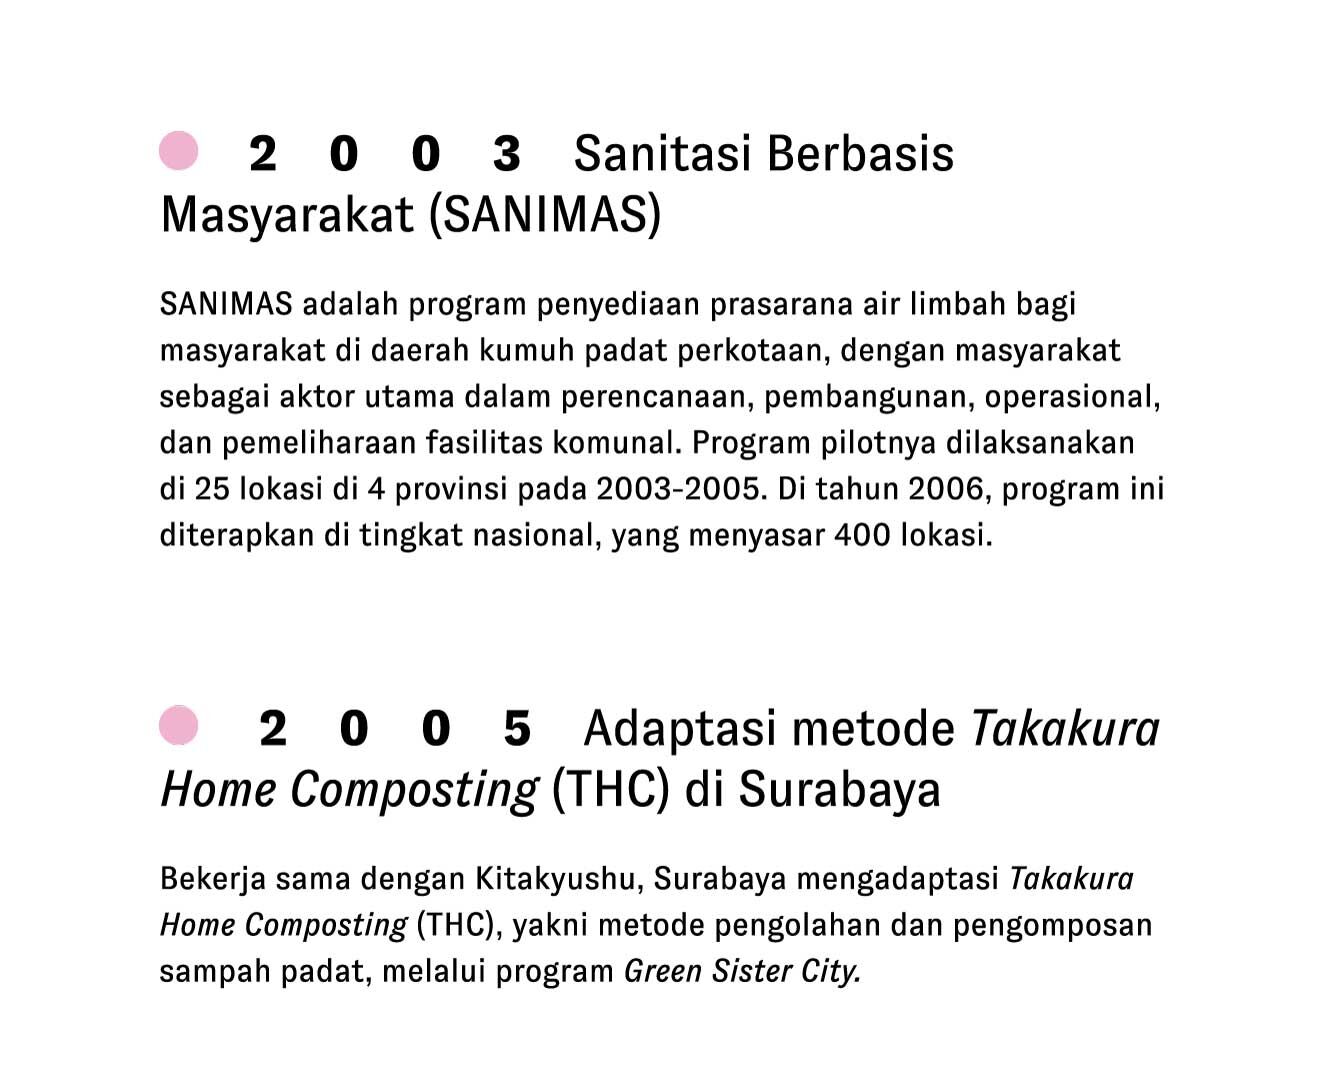 2 0 0 3 Sanitasi Berbasis
Masyarakat (SANIMAS)
SANIMAS adalah program penyediaan prasarana air limbah bagi
masyarakat di daerah kumuh padat perkotaan, dengan masyarakat
sebagai aktor utama dalam perencanaan, pembangunan, operasional,
dan pemeliharaan fasilitas komunal. Program pilotnya dilaksanakan
di 25 lokasi di 4 provinsi pada 2003-2005. Di tahun 2006, program ini
diterapkan di tingkat nasional, yang menyasar 400 lokasi.
2 0 0 5 Adaptasi metode Takakura
Home Composting (THC) di Surabaya
Bekerja sama dengan Kitakyushu, Surabaya mengadaptasi Takakura
Home Composting (THC), yakni metode pengolahan dan pengomposan
sampah padat, melalui program Green Sister City.